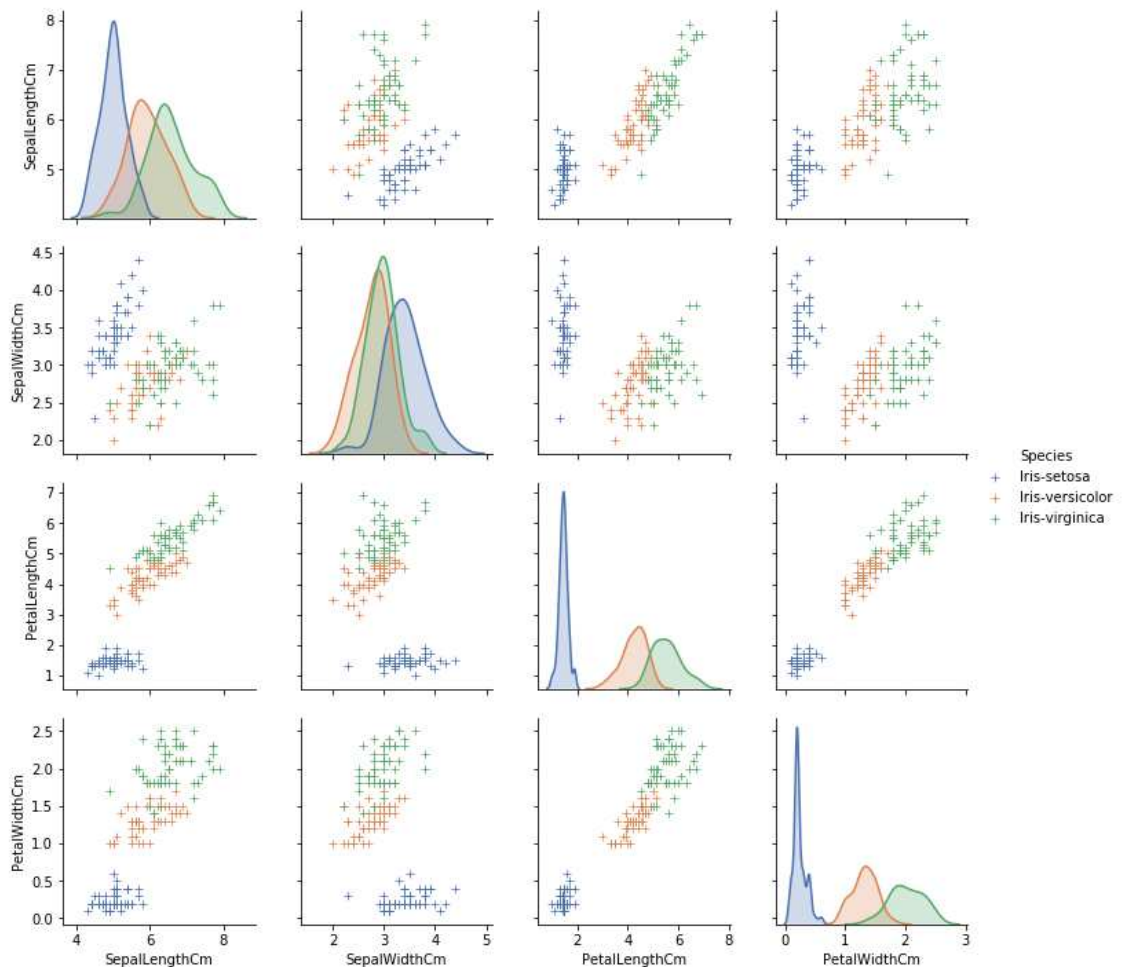 8
7
6
5
SepalLengthCm
4.5
4.0
3.5
3.0
2.5
2.0
SepalWidthCm
Species
Iris-setosa
Iris-versicolor
Iris-virginica
7
6
5
4
3
2
1
PetalLengthCm
2.5
2.0
1.5
1.0
0.5
0.0
PetalWidthCm
4 6 8
SepalLengthCm
2 3 4 5
SepalWidthCm
2 4 6 8
PetalLengthCm
0 1 2 3
PetalWidthCm